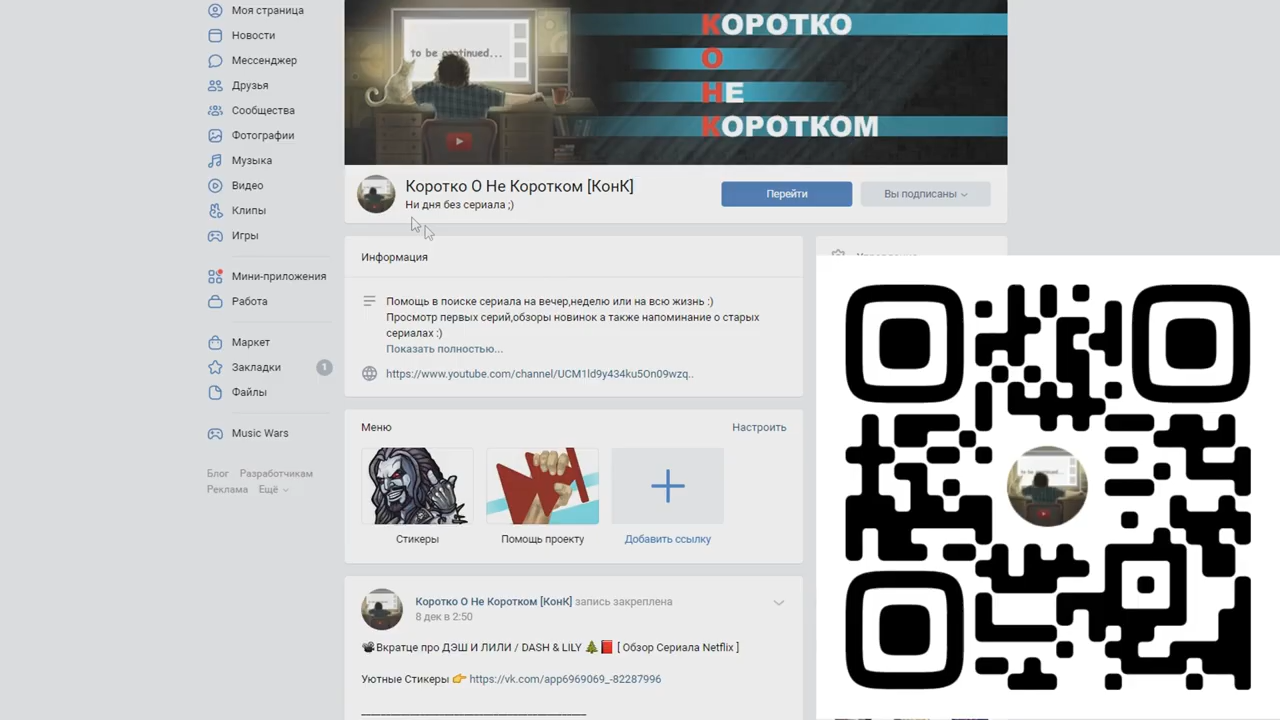 Моя страница
Новости
Мессенджер
Друзья
Сообщества
Фотографии
Музыка
Видео
Клипы
Игры
Мини-приложения
Работа
Маркет
Закладки 1
Файлы
Music Wars
Блог Разработчикам
Реклама Ещё
to be continued...
КОРОТКО
О
НЕ
КОРОТКОМ
Коротко О Не Коротком [КонК]
Ни дня без сериала ;)
Перейти
Вы подписаны
Информация
Помощь в поиске сериала на вечер,неделю или на всю жизнь :)
Просмотр первых серий,обзоры новинок а также напоминание о старых
сериалах :)
Показать полностью...
https://www.youtube.com/channel/UCM1ld9y434ku5On09wzq..
Меню
Настроить
Стикеры
Помощь проекту
Добавить ссылку
Коротко О Не Коротком [КонК] запись закреплена
8 дек в 2:50
📽Вкратце про ДЭШ И ЛИЛИ / DASH & LILY 🎄📕 [ Обзор Сериала Netflix ]
Уютные Стикеры 👉 https://vk.com/app6969069_-82287996